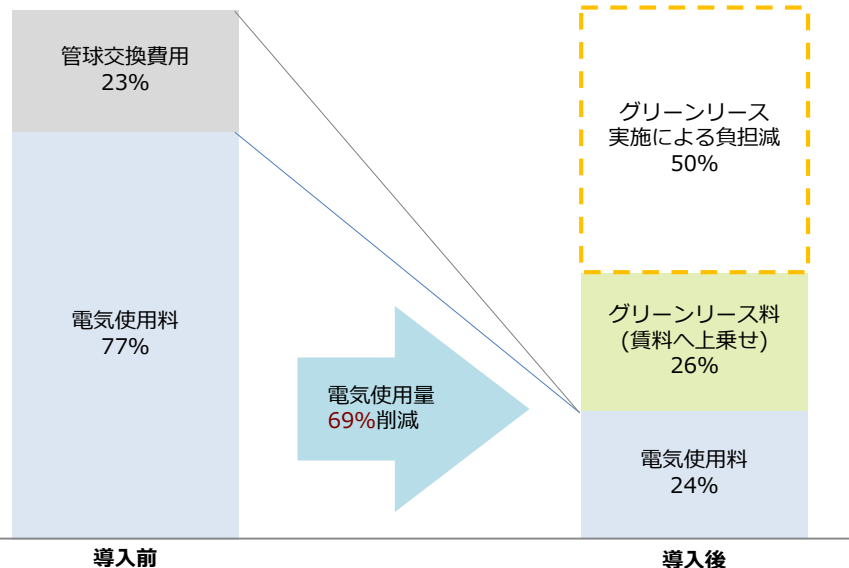 管球交換費用
23%
電気使用料
77%
電気使用量
69%削減
グリーンリース
実施による負担減
50%
グリーンリース料
(賃料へ上乗せ)
26%
電気使用料
24%
導入前
導入後